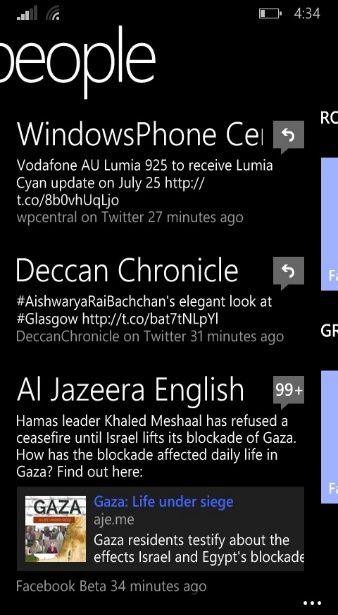 4:34
people
WindowsPhone Cen
Vodafone AU Lumia 925 to receive Lumia
Cyan update on July 25 http://
t.co/8b0vhUqLjo
wpcentral on Twitter 27 minutes ago
Deccan Chronicle
#AishwaryaRaiBachchan's elegant look at
#Glasgow http://t.co/bat7tNLpYl
DeccanChronicle on Twitter 31 minutes ago
Al Jazeera English
99+
Hamas leader Khaled Meshaal has refused a
ceasefire until Israel lifts its blockade of Gaza.
How has the blockade affected daily life in
Gaza? Find out here:
GAZA
Gaza: Life under siege
aje.me
Gaza residents testify about the
effects Israel and Egypt's blockade
Facebook Beta 34 minutes ago
RO
Fa
GR
Fa
...